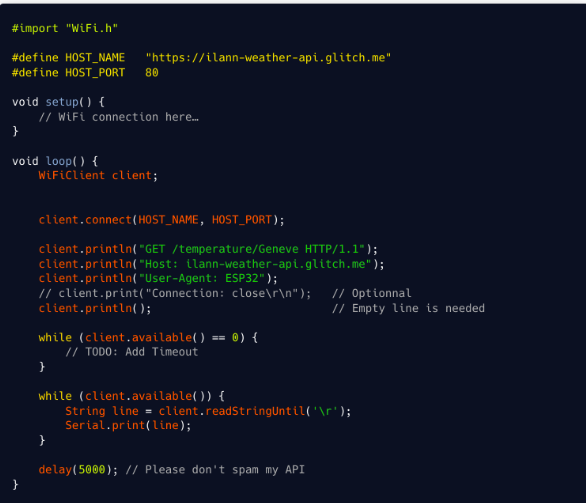 #import "WiFi.h"
#define HOST_NAME   "https://ilann-weather-api.glitch.me"
#define HOST_PORT   80
void setup() {
    // WiFi connection here…
}
void loop() {
    WiFiClient client;
    client.connect(HOST_NAME, HOST_PORT);
    client.println("GET /temperature/Geneve HTTP/1.1");
    client.println("Host: ilann-weather-api.glitch.me");
    client.println("User-Agent: ESP32");
    // client.print("Connection: close\r\n");   // Optionnal
    client.println();                           // Empty line is needed
    while (client.available() == 0) {
        // TODO: Add Timeout
    }
    while (client.available()) {
        String line = client.readStringUntil('\r');
        Serial.print(line);
    }
    delay(5000); // Please don't spam my API
}